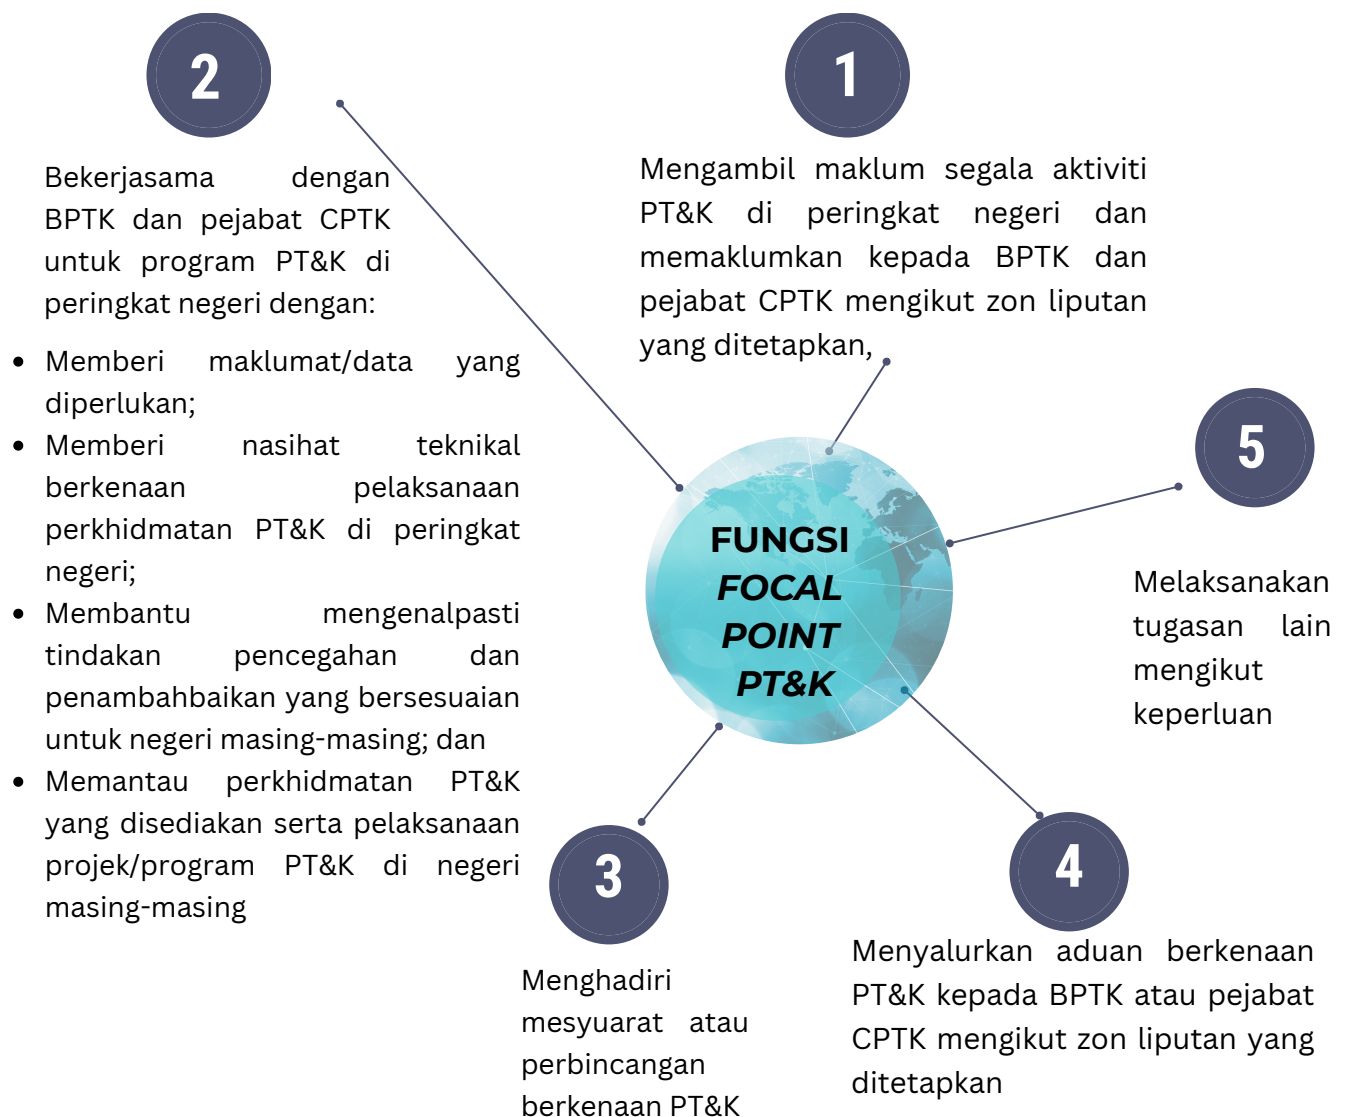 2
Bekerjasama dengan
BPTK dan pejabat CPTK
untuk program PT&K di
peringkat negeri dengan:
• Memberi maklumat/data yang
diperlukan;
• Memberi nasihat teknikal
berkenaan pelaksanaan
perkhidmatan PT&K di peringkat
negeri;
• Membantu mengenalpasti
tindakan pencegahan dan
penambahbaikan yang bersesuaian
untuk negeri masing-masing; dan
• Memantau perkhidmatan PT&K
yang disediakan serta pelaksanaan
projek/program PT&K di negeri
masing-masing
1
Mengambil maklum segala aktiviti
PT&K di peringkat negeri dan
memaklumkan kepada BPTK dan
pejabat CPTK mengikut zon liputan
yang ditetapkan,
FUNGSI
FOCAL
POINT
PT&K
5
Melaksanakan
tugasan lain
mengikut
keperluan
3
Menghadiri
mesyuarat atau
perbincangan
berkenaan PT&K
4
Menyalurkan aduan berkenaan
PT&K kepada BPTK atau pejabat
CPTK mengikut zon liputan yang
ditetapkan